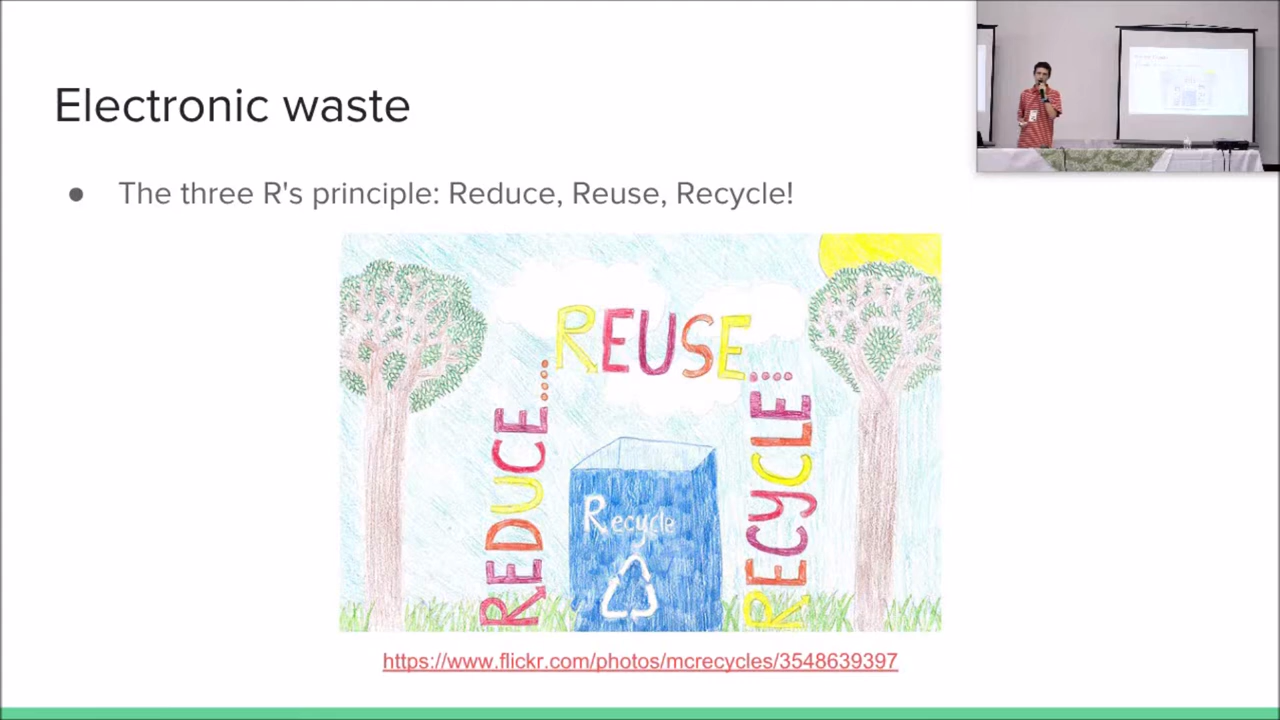 Electronic waste
● The three R's principle: Reduce, Reuse, Recycle!
REUSE
REDUCE....
RECYCLE!...
Recycle
https://www.flickr.com/photos/mcrecycles/3548639397